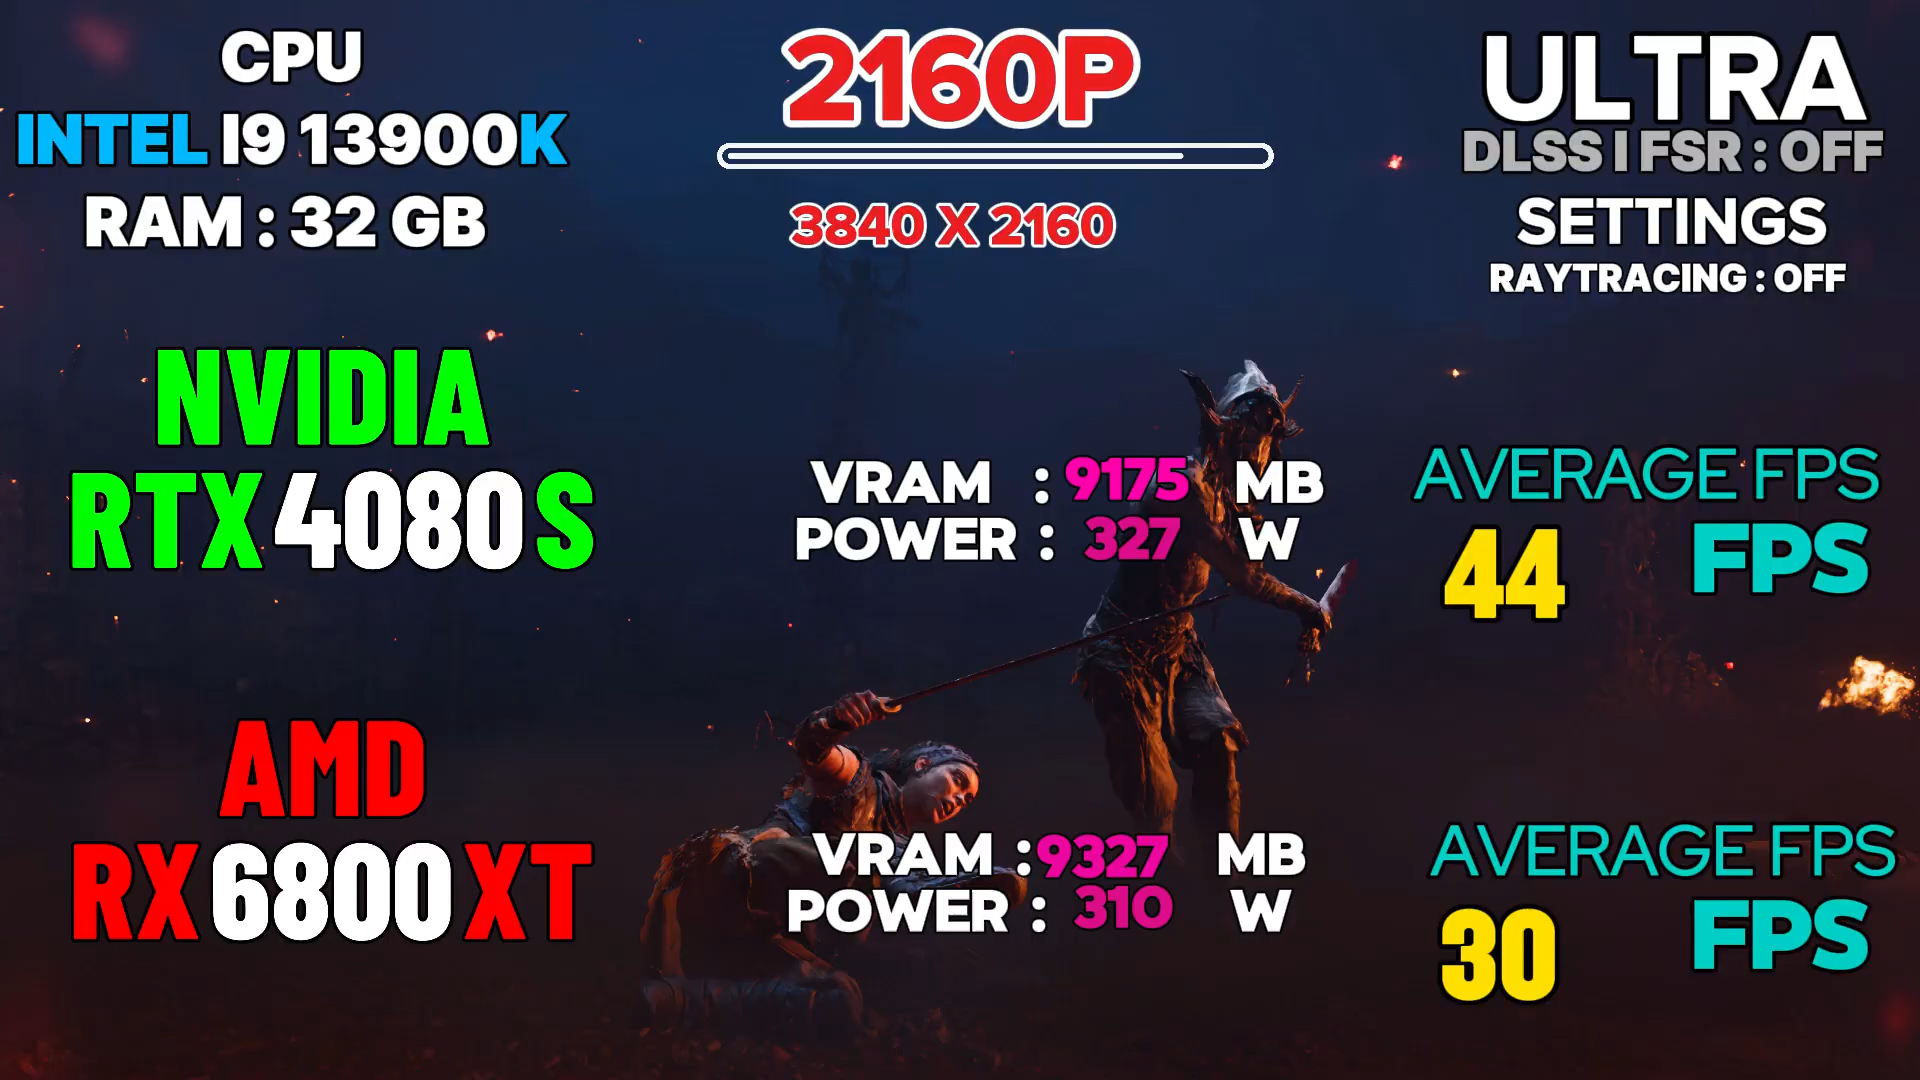 CPU
INTEL I9 13900K
RAM : 32 GB
2160P
3840 X 2160
ULTRA
DLSS I FSR : OFF
SETTINGS
RAYTRACING : OFF
NVIDIA
RTX 4080 S
VRAM : 9175 MB
POWER : 327 W
AVERAGE FPS
44 FPS
AMD
RX 6800 XT
VRAM : 9327 MB
POWER : 310 W
AVERAGE FPS
30 FPS